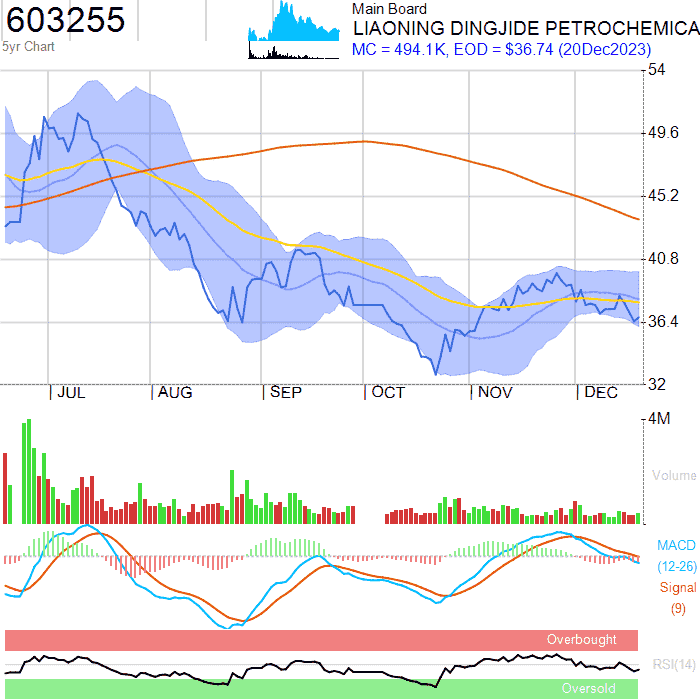 603255
5yr Chart
Main Board
LIAONING DINGJIDE PETROCHEMICA
MC = 494.1K, EOD = $36.74 (20Dec2023)
54
49.6
45.2
40.8
36.4
32
JUL AUG SEP OCT NOV DEC
4M
Volume
MACD
(12-26)
Signal
(9)
Overbought
RSI(14)
Oversold